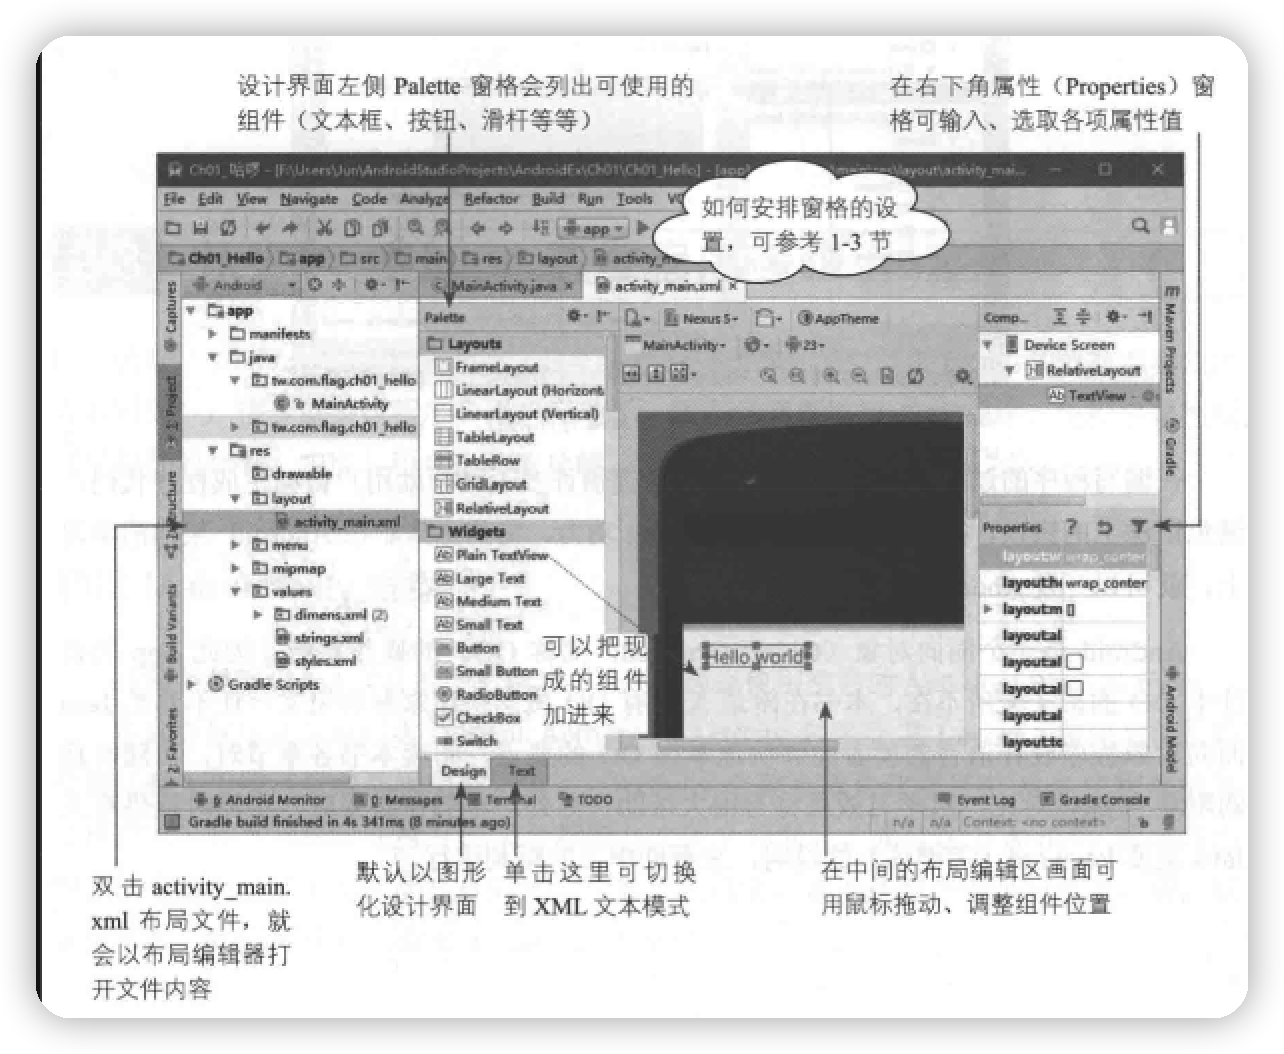 设计界面左侧 Palette 窗格会列出可使用的
组件（文本框、按钮、滑杆等等）
在右下角属性（Properties）窗
格可输入、选取各项属性值
Ch01_哈啰 - [F:\Users\Jun\AndroidStudioProjects\AndroidEx\Ch01\Ch01_Hello] - [app]
main\res\layout\activity_mai...
File Edit View Navigate Code Analyze Refactor Build Run Tools
如何安排窗格的设
置，可参考 1-3 节
app
Ch01_Hello app src main res layout activity_m
Captures
1: Project
Structure
Build Variants
2: Favorites
Android
app
manifests
java
tw.com.flag.ch01_hello
MainActivity
tw.com.flag.ch01_hello
res
drawable
layout
activity_main.xml
menu
mipmap
values
dimens.xml (2)
strings.xml
styles.xml
Gradle Scripts
MainActivity.java
activity_main.xml
Palette
Layouts
FrameLayout
LinearLayout (Horizont
LinearLayout (Vertical)
TableLayout
TableRow
GridLayout
RelativeLayout
Widgets
Plain TextView
Large Text
Medium Text
Small Text
Button
Small Button
RadioButton
CheckBox
Switch
Design Text
Nexus 5
AppTheme
MainActivity
23
Hello world
可以把现
成的组件
加进来
Comp...
Device Screen
RelativeLayout
TextView
Properties
layout:w wrap_conter
layout:h wrap_conter
layout:m []
layout:al
layout:al
layout:al
layout:al
layout:ce
Maven Projects
Gradle
Android Model
6: Android Monitor 0: Messages Terminal TODO
Event Log Gradle Console
Gradle build finished in 4s 341ms (8 minutes ago)
n/a n/a Context: <no context>
双击 activity_main.
xml 布局文件，就
会以布局编辑器打
开文件内容
默认以图形
化设计界面
单击这里可切换
到 XML 文本模式
在中间的布局编辑区画面可
用鼠标拖动、调整组件位置